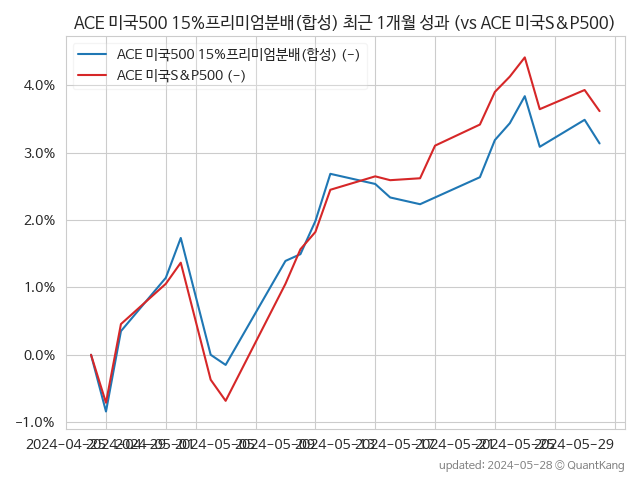 ACE 미국500 15%프리미엄분배(합성) 최근 1개월 성과 (vs ACE 미국S&P500)
ACE 미국500 15%프리미엄분배(합성) (-)
ACE 미국S&P500 (-)
4.0%
3.0%
2.0%
1.0%
0.0%
-1.0%
2024-05-29
updated: 2024-05-28 © QuantKang